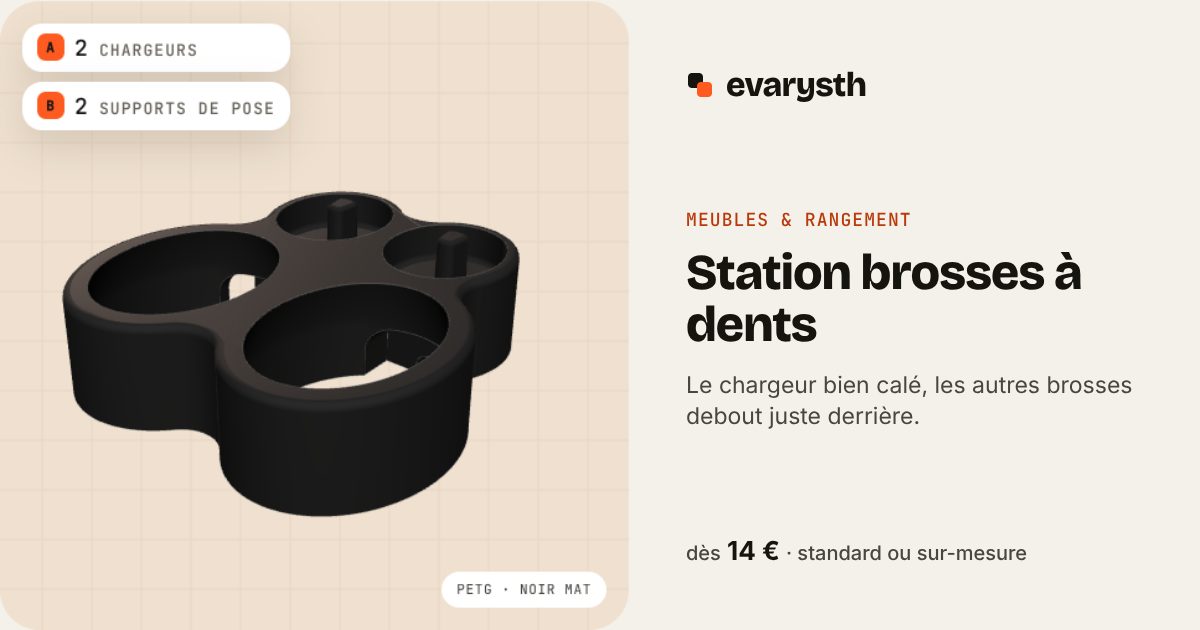 A 2 CHARGEURS
B 2 SUPPORTS DE POSE
PETG · NOIR MAT
evarysth
MEUBLES & RANGEMENT
Station brosses à
dents
Le chargeur bien calé, les autres brosses
debout juste derrière.
dès 14 € · standard ou sur-mesure